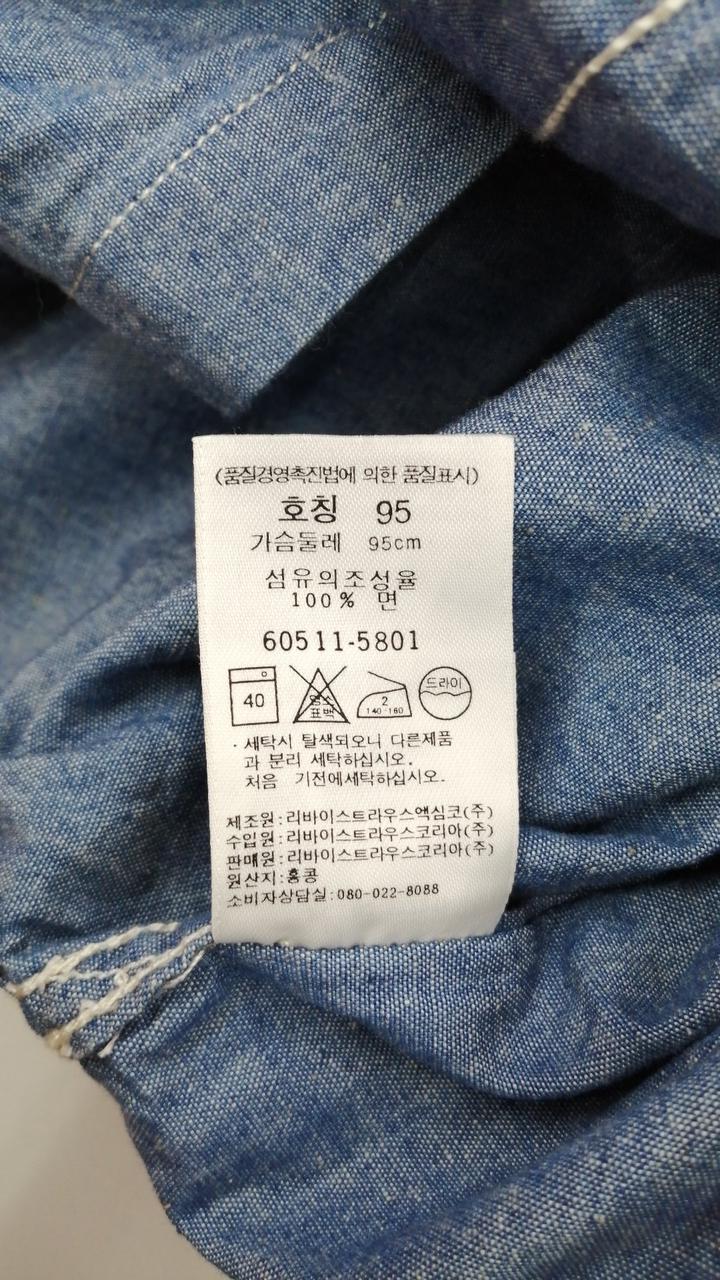 (품질경영촉진법에 의한 품질표시)
호칭 95
가슴둘레 95cm
섬유의조성율
100% 면
60511-5801
40
염소
표백
2
140-160
드라이
· 세탁시 탈색되오니 다른제품
과 분리 세탁하십시오.
처음 기전에세탁하십시오.
제조원:리바이스트라우스액심코(주)
수입원:리바이스트라우스코리아(주)
판매원:리바이스트라우스코리아(주)
원산지:홍콩
소비자상담실:080-022-8088